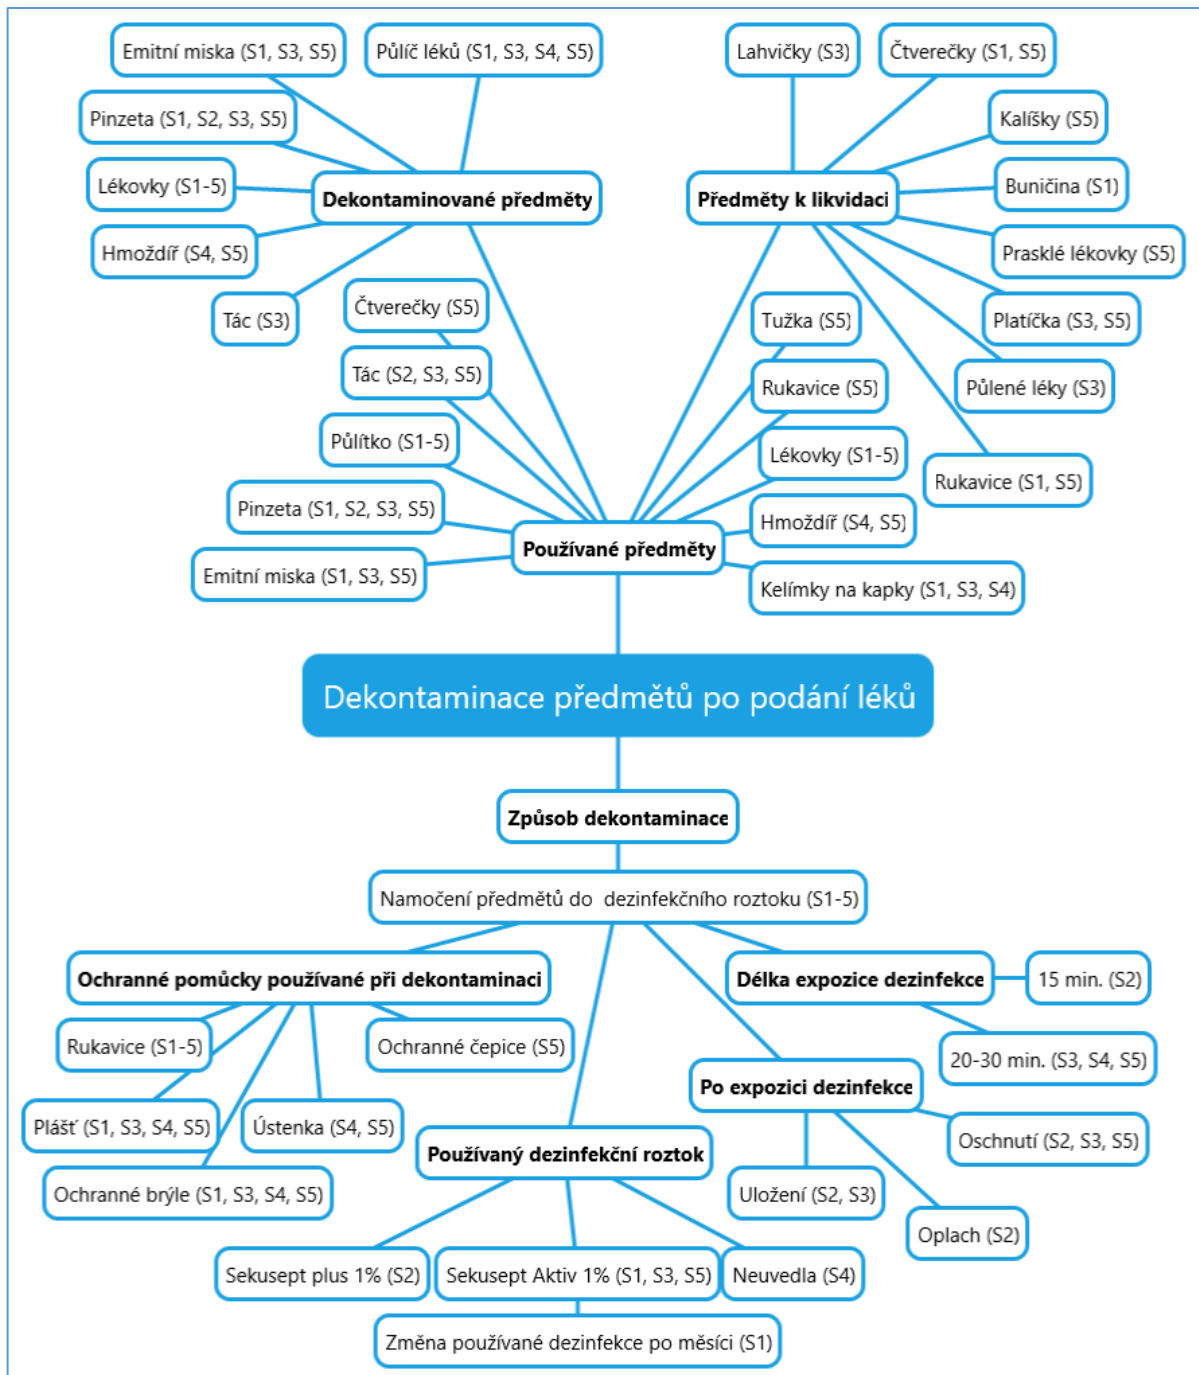 Emitní miska (S1, S3, S5)
Půlíč léků (S1, S3, S4, S5)
Lahvičky (S3)
Čtverečky (S1, S5)
Pinzeta (S1, S2, S3, S5)
Kalíšky (S5)
Lékovky (S1-5)
Dekontaminované předměty
Předměty k likvidaci
Buničina (S1)
Hmoždíř (S4, S5)
Prasklé lékovky (S5)
Tác (S3)
Čtverečky (S5)
Tužka (S5)
Platíčka (S3, S5)
Tác (S2, S3, S5)
Rukavice (S5)
Půlené léky (S3)
Půlítko (S1-5)
Lékovky (S1-5)
Rukavice (S1, S5)
Pinzeta (S1, S2, S3, S5)
Hmoždíř (S4, S5)
Používané předměty
Emitní miska (S1, S3, S5)
Kelímky na kapky (S1, S3, S4)
Dekontaminace předmětů po podání léků
Způsob dekontaminace
Namočení předmětů do dezinfekčního roztoku (S1-5)
Ochranné pomůcky používané při dekontaminaci
Délka expozice dezinfekce
15 min. (S2)
Rukavice (S1-5)
Ochranné čepice (S5)
20-30 min. (S3, S4, S5)
Po expozici dezinfekce
Plášť (S1, S3, S4, S5)
Ústenka (S4, S5)
Používaný dezinfekční roztok
Oschnutí (S2, S3, S5)
Ochranné brýle (S1, S3, S4, S5)
Uložení (S2, S3)
Oplach (S2)
Sekusept plus 1% (S2)
Sekusept Aktiv 1% (S1, S3, S5)
Neuvedla (S4)
Změna používané dezinfekce po měsíci (S1)